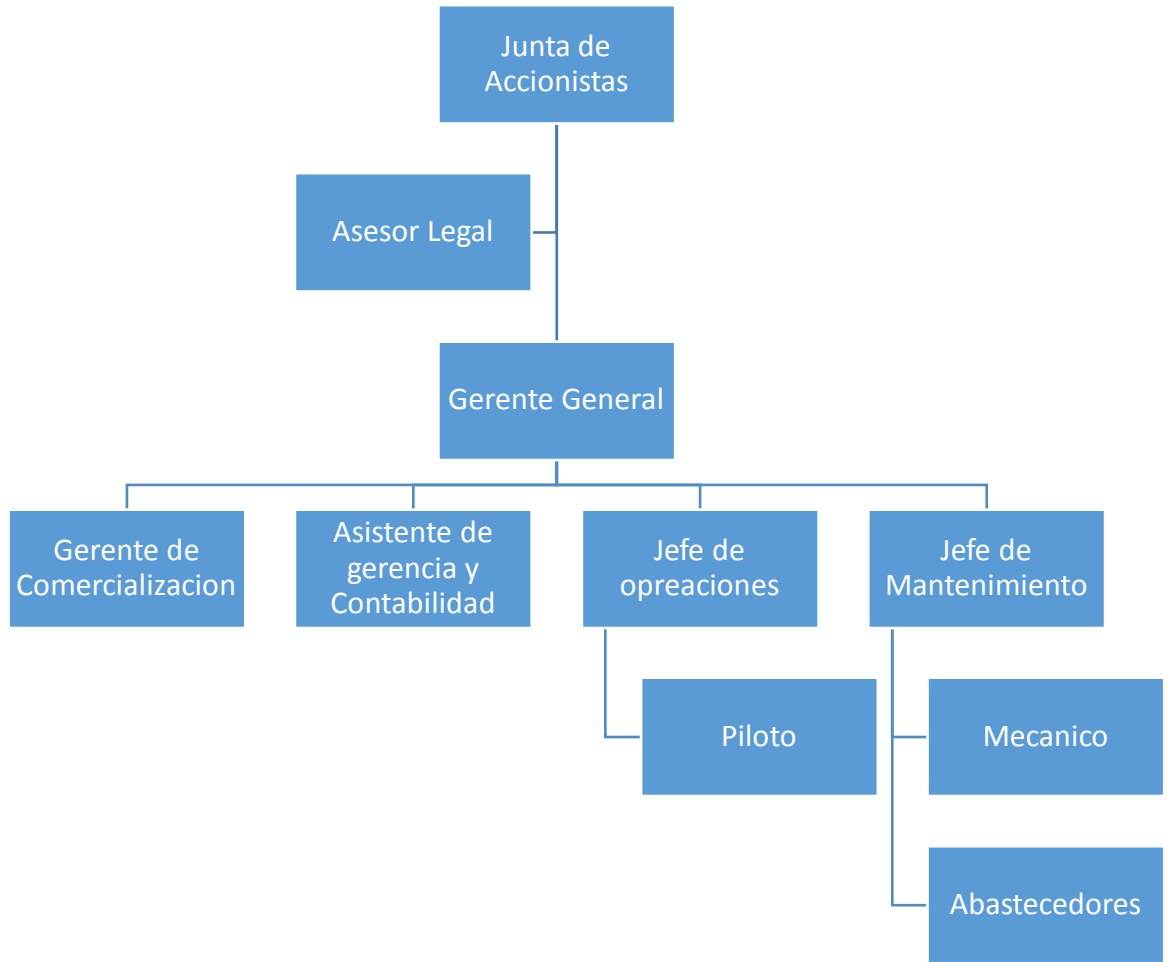 Junta de
Accionistas
Asesor Legal
Gerente General
Gerente de
Comercializacion
Asistente de
gerencia y
Contabilidad
Jefe de
opreaciones
Jefe de
Mantenimiento
Piloto
Mecanico
Abastecedores